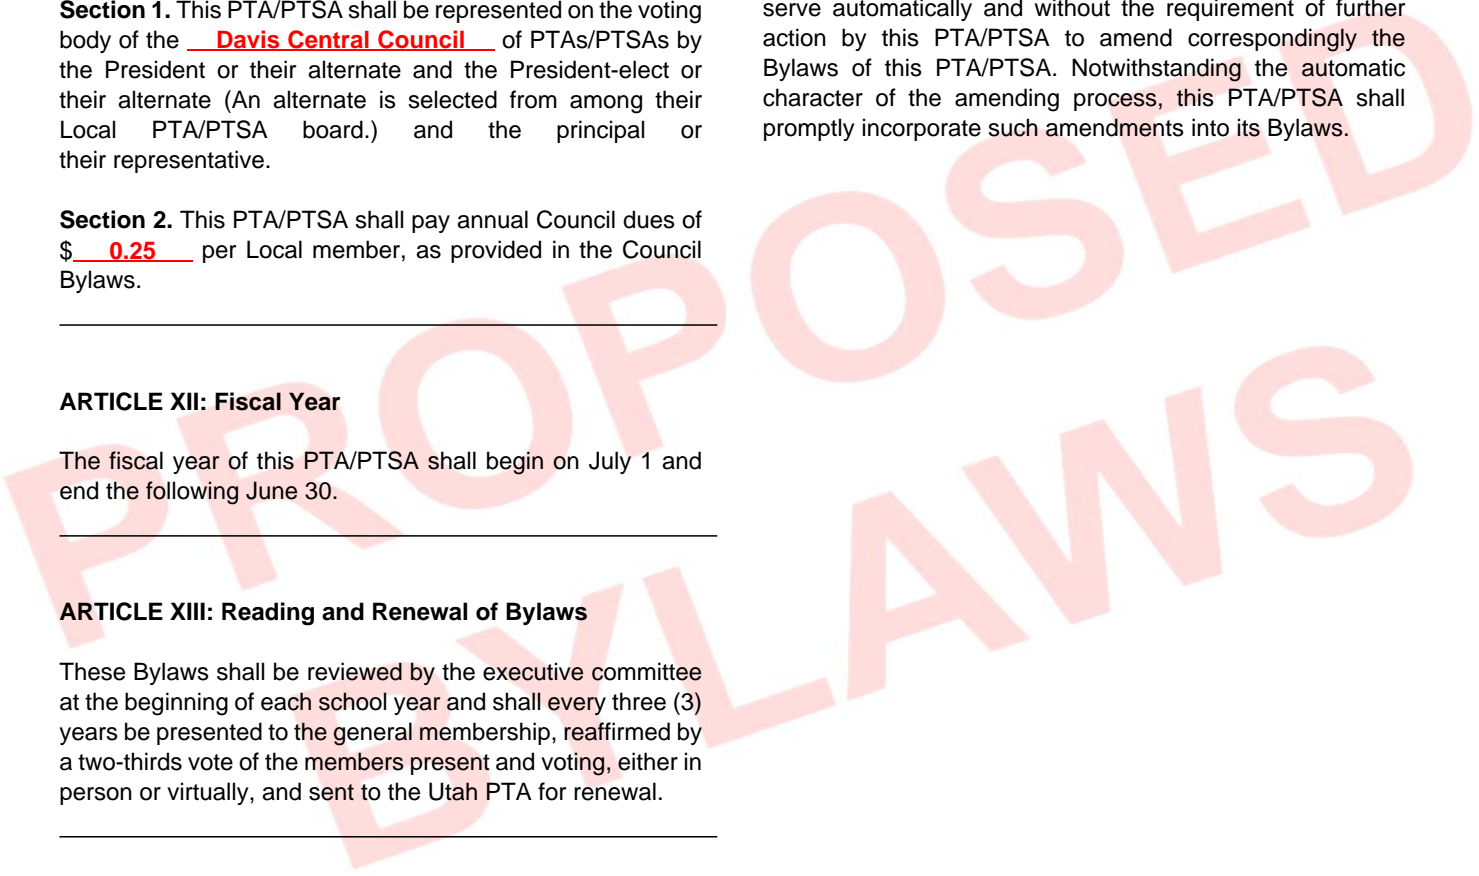 Section 1. This PTA/PTSA shall be represented on the voting
body of the Davis Central Council of PTAs/PTSAs by
the President or their alternate and the President-elect or
their alternate (An alternate is selected from among their
Local PTA/PTSA board.) and the principal or
their representative.
Section 2. This PTA/PTSA shall pay annual Council dues of
$ 0.25 per Local member, as provided in the Council
Bylaws.
ARTICLE XII: Fiscal Year
The fiscal year of this PTA/PTSA shall begin on July 1 and
end the following June 30.
ARTICLE XIII: Reading and Renewal of Bylaws
These Bylaws shall be reviewed by the executive committee
at the beginning of each school year and shall every three (3)
years be presented to the general membership, reaffirmed by
a two-thirds vote of the members present and voting, either in
person or virtually, and sent to the Utah PTA for renewal.
serve automatically and without the requirement of further
action by this PTA/PTSA to amend correspondingly the
Bylaws of this PTA/PTSA. Notwithstanding the automatic
character of the amending process, this PTA/PTSA shall
promptly incorporate such amendments into its Bylaws.
PROPOSED
BYLAWS